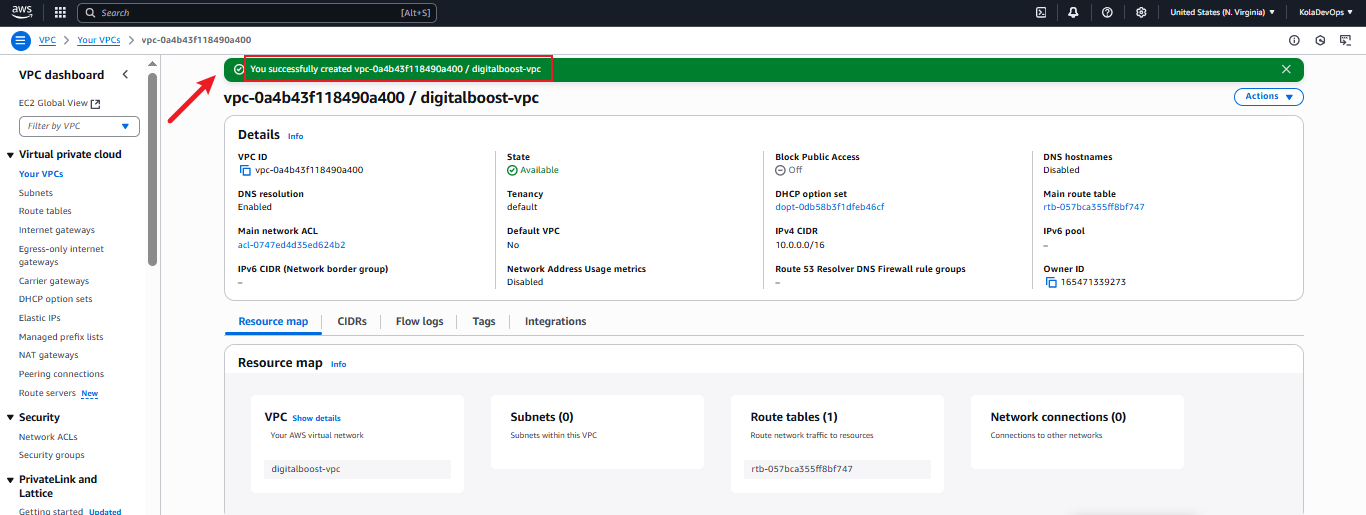 aws
Search [Alt+S]
United States (N. Virginia) ▼
KolaDevOps ▼
VPC > Your VPCs > vpc-0a4b43f118490a400
VPC dashboard
EC2 Global View
Filter by VPC
Virtual private cloud
Your VPCs
Subnets
Route tables
Internet gateways
Egress-only internet
gateways
Carrier gateways
DHCP option sets
Elastic IPs
Managed prefix lists
NAT gateways
Peering connections
Route servers New
Security
Network ACLs
Security groups
PrivateLink and
Lattice
Getting started Updated
You successfully created vpc-0a4b43f118490a400 / digitalboost-vpc
vpc-0a4b43f118490a400 / digitalboost-vpc
Actions ▼
Details Info
VPC ID
vpc-0a4b43f118490a400
State
Available
Block Public Access
Off
DNS hostnames
Disabled
DNS resolution
Enabled
Tenancy
default
DHCP option set
dopt-0db58b3f1dfeb46cf
Main route table
rtb-057bca355ff8bf747
Main network ACL
acl-0747ed4d35ed624b2
Default VPC
No
IPv4 CIDR
10.0.0.0/16
IPv6 pool
–
IPv6 CIDR (Network border group)
–
Network Address Usage metrics
Disabled
Route 53 Resolver DNS Firewall rule groups
–
Owner ID
165471339273
Resource map
CIDRs
Flow logs
Tags
Integrations
Resource map Info
VPC Show details
Your AWS virtual network
digitalboost-vpc
Subnets (0)
Subnets within this VPC
Route tables (1)
Route network traffic to resources
rtb-057bca355ff8bf747
Network connections (0)
Connections to other networks